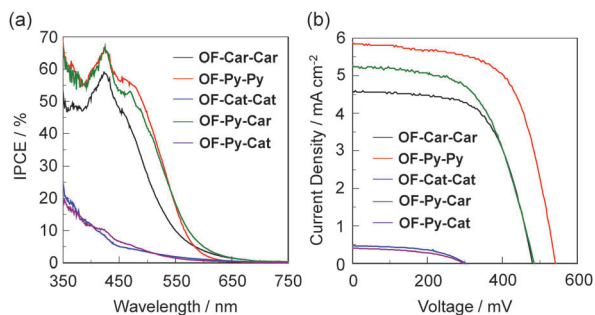 (a)
IPCE / %
70
60
50
40
30
20
10
0
350
450
550
650
750
Wavelength / nm
OF-Car-Car
OF-Py-Py
OF-Cat-Cat
OF-Py-Car
OF-Py-Cat
(b)
Current Density / mA cm⁻²
6
5
4
3
2
1
0
0
200
400
600
Voltage / mV
OF-Car-Car
OF-Py-Py
OF-Cat-Cat
OF-Py-Car
OF-Py-Cat